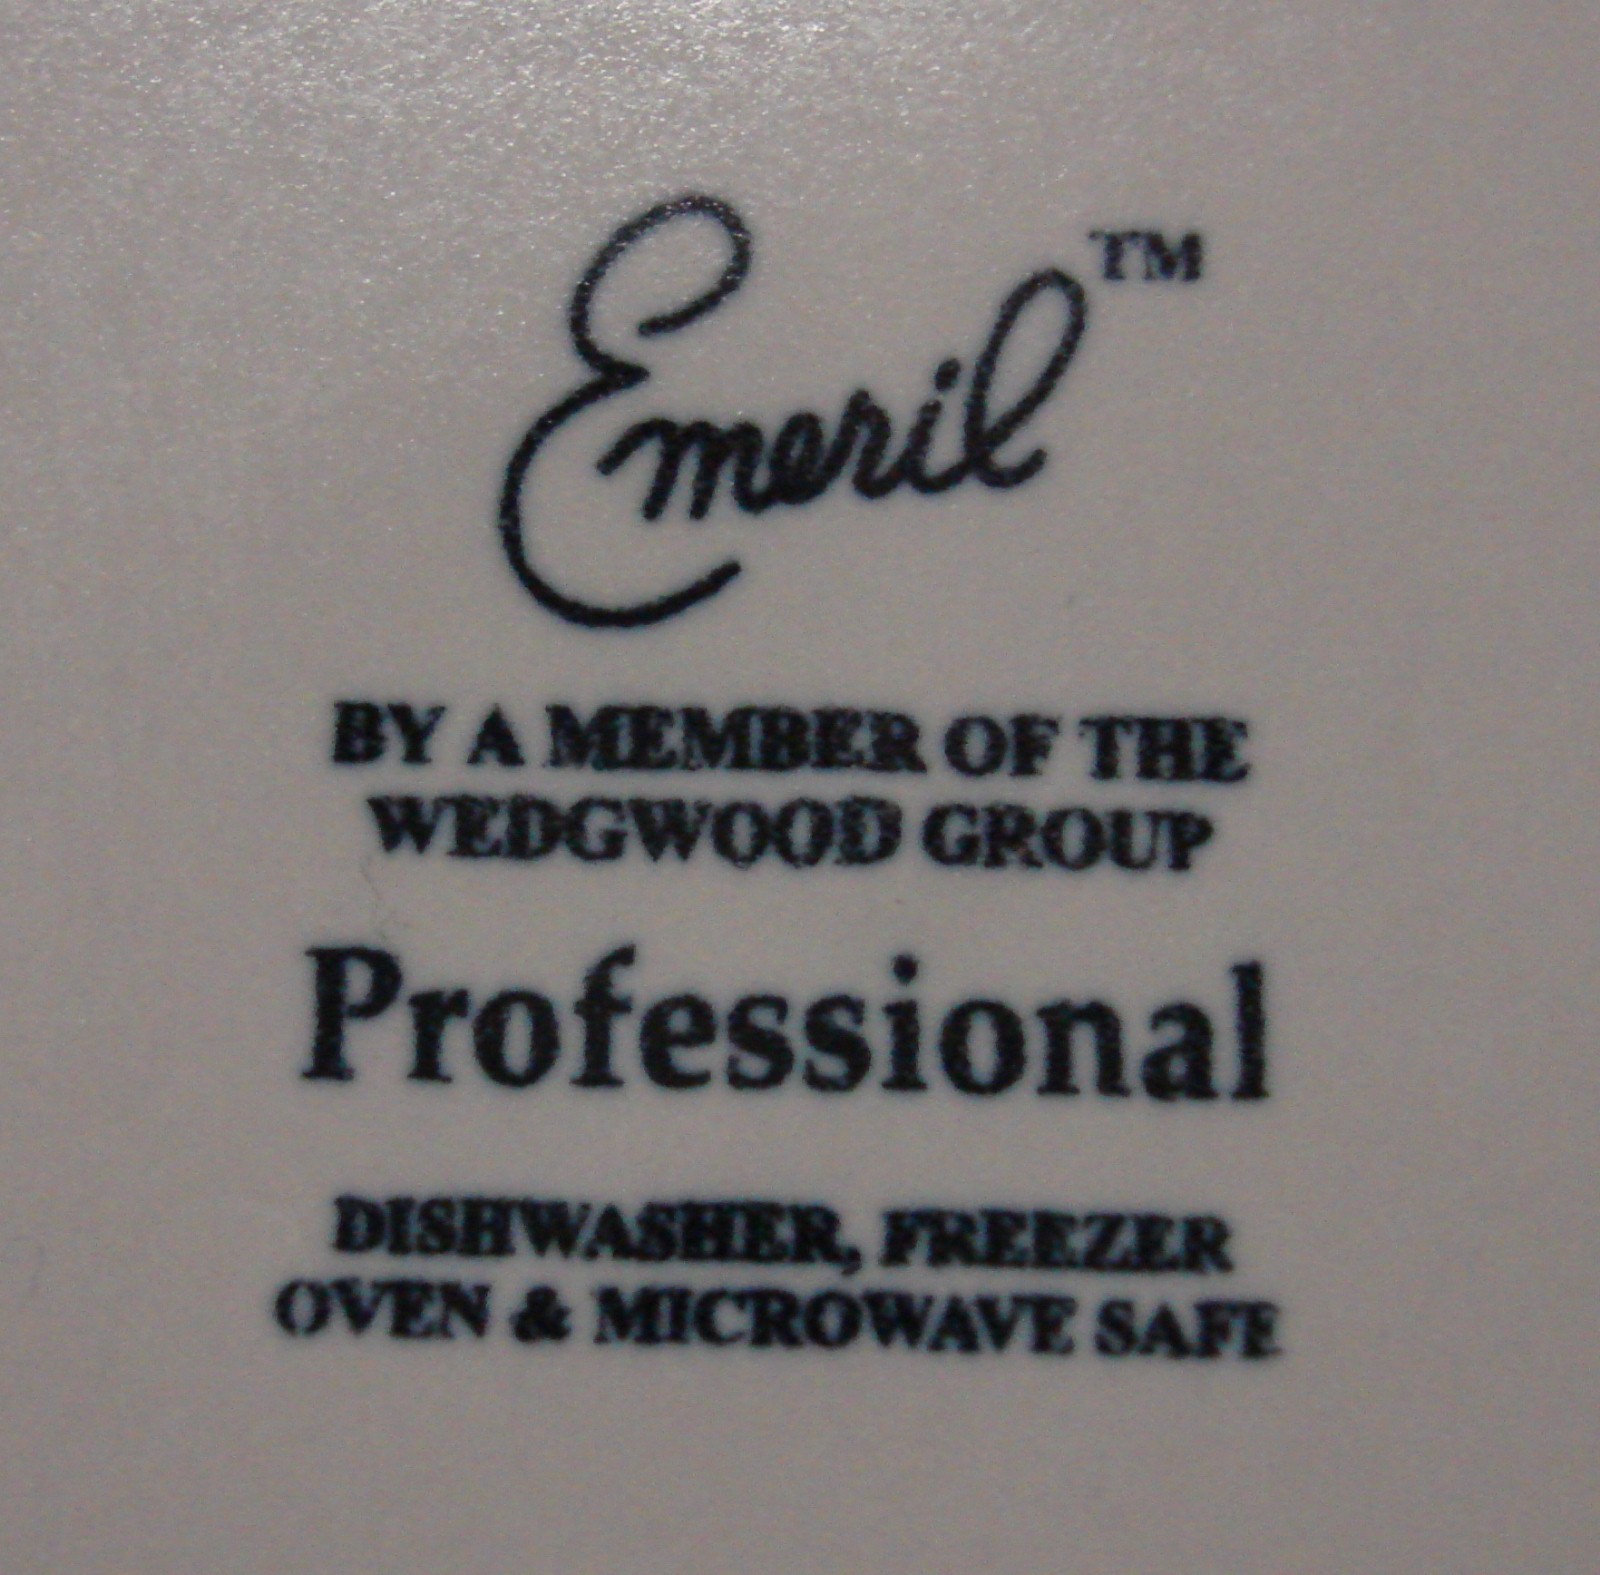 Emeril™
BY A MEMBER OF THE
WEDGWOOD GROUP
Professional
DISHWASHER, FREEZER
OVEN & MICROWAVE SAFE